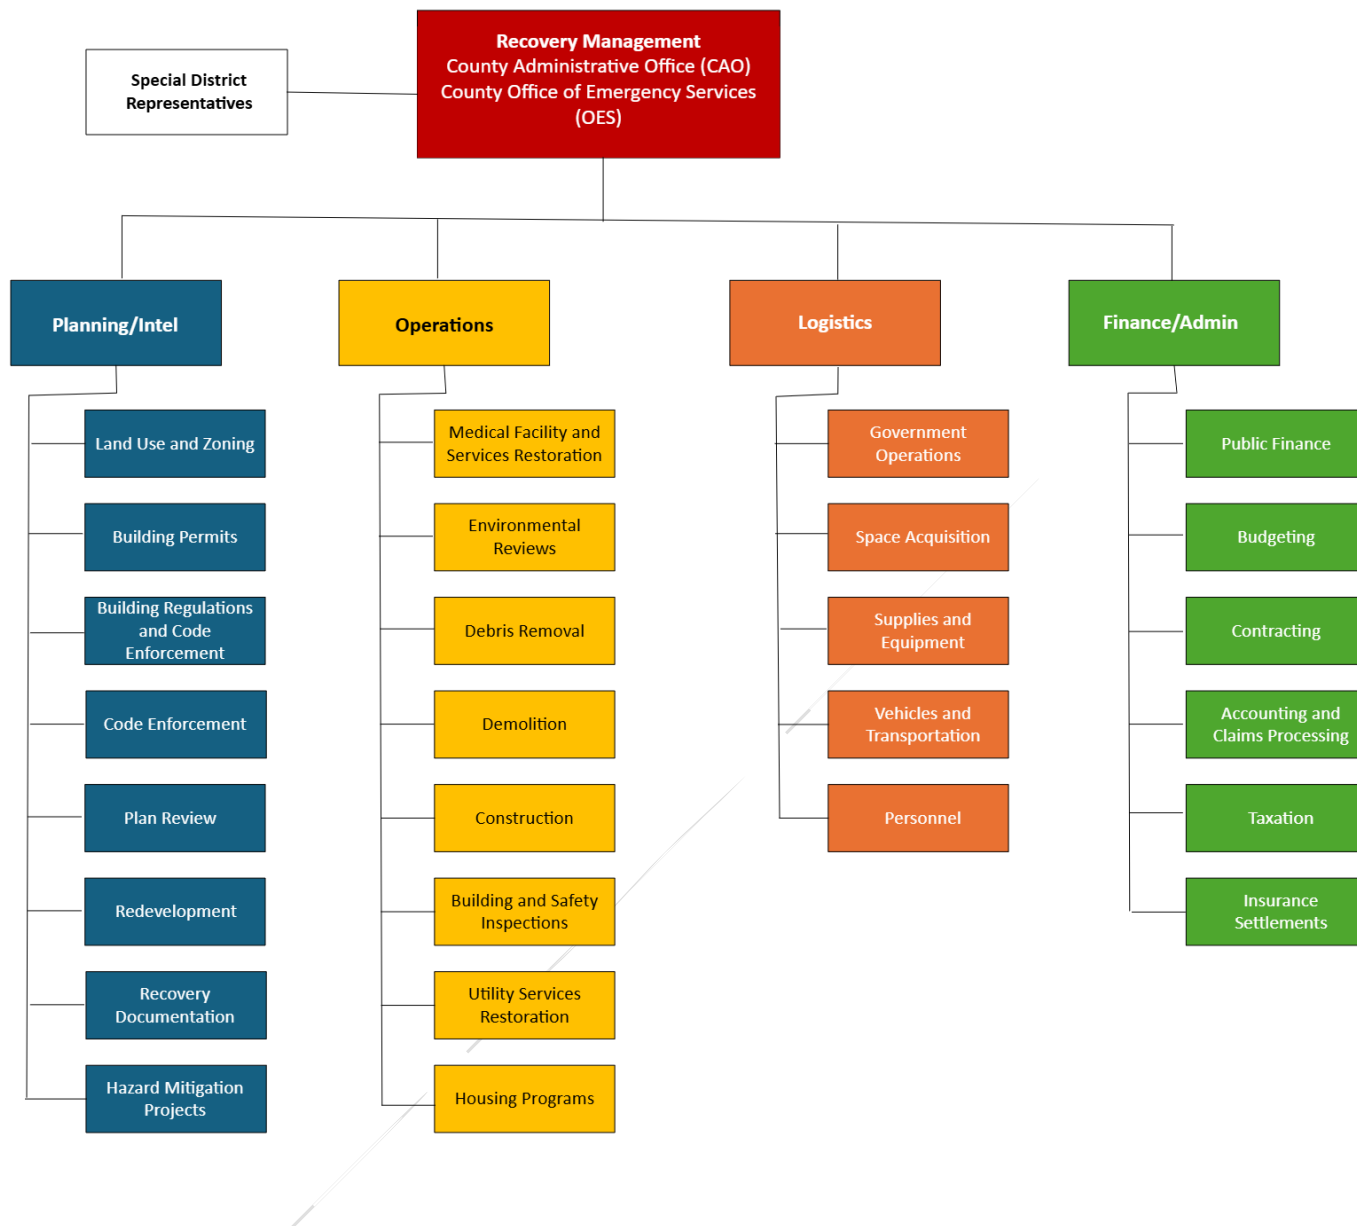 Recovery Management
County Administrative Office (CAO)
County Office of Emergency Services
(OES)
Special District
Representatives
Planning/Intel
Operations
Logistics
Finance/Admin
Land Use and Zoning
Building Permits
Building Regulations
and Code
Enforcement
Code Enforcement
Plan Review
Redevelopment
Recovery
Documentation
Hazard Mitigation
Projects
Medical Facility and
Services Restoration
Environmental
Reviews
Debris Removal
Demolition
Construction
Building and Safety
Inspections
Utility Services
Restoration
Housing Programs
Government
Operations
Space Acquisition
Supplies and
Equipment
Vehicles and
Transportation
Personnel
Public Finance
Budgeting
Contracting
Accounting and
Claims Processing
Taxation
Insurance
Settlements